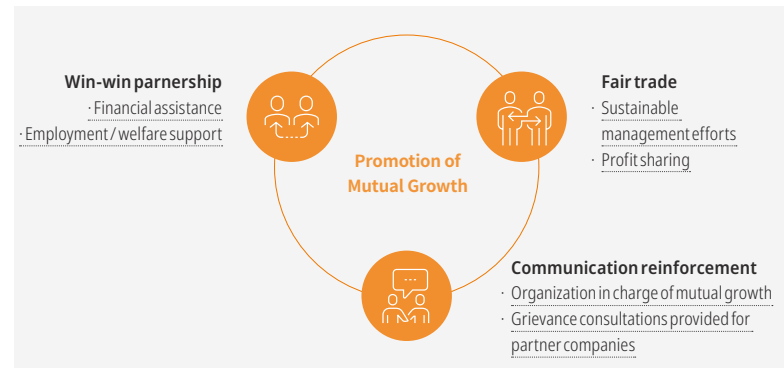 Win-win parnership
· Financial assistance
· Employment / welfare support
Fair trade
· Sustainable
management efforts
· Profit sharing
Promotion of
Mutual Growth
Communication reinforcement
· Organization in charge of mutual growth
· Grievance consultations provided for
partner companies